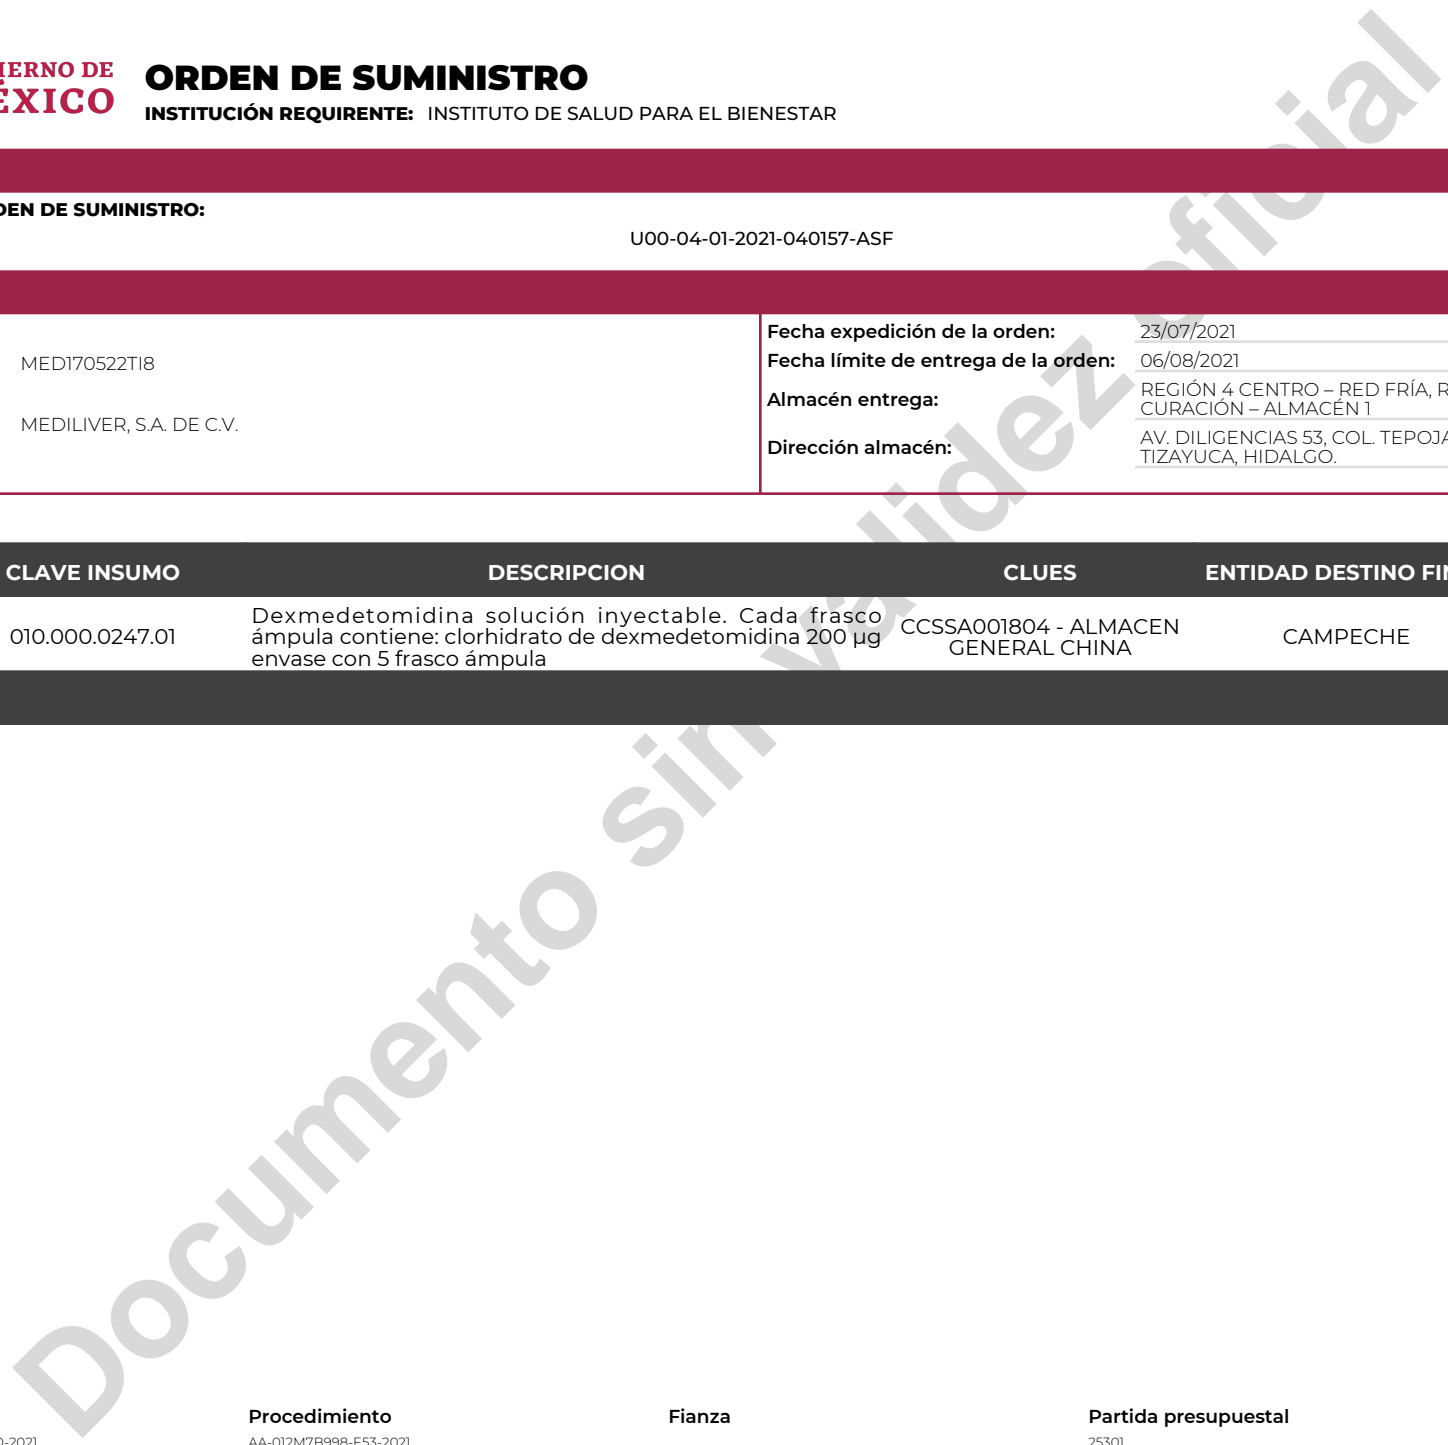 ORDEN DE SUMINISTRO
INSTITUCIÓN REQUIRENTE: INSTITUTO DE SALUD PARA EL BIENESTAR
DE
DE SUMINISTRO:
U00-04-01-2021-040157-ASF
MED170522TI8
MEDILIVER, S.A. DE C.V.
Fecha expedición de la orden: 23/07/2021
Fecha límite de entrega de la orden: 06/08/2021
Almacén entrega:
REGIÓN 4 CENTRO – RED FRÍA,
CURACIÓN – ALMACÉN 1
Dirección almacén:
AV. DILIGENCIAS 53, COL.
TIZAYUCA, HIDALGO.
CLAVE INSUMO DESCRIPCION CLUES ENTIDAD DESTINO
010.000.0247.01
Dexmedetomidina solución inyectable. Cada frasco
ámpula contiene: clorhidrato de dexmedetomidina 200 µg
envase con 5 frasco ámpula
CCSSA001804 - ALMACEN
GENERAL CHINA
CAMPECHE
Documento sin validez oficial
Procedimiento Fianza Partida presupuestal
AA-012M7B998-E53-2021 25301